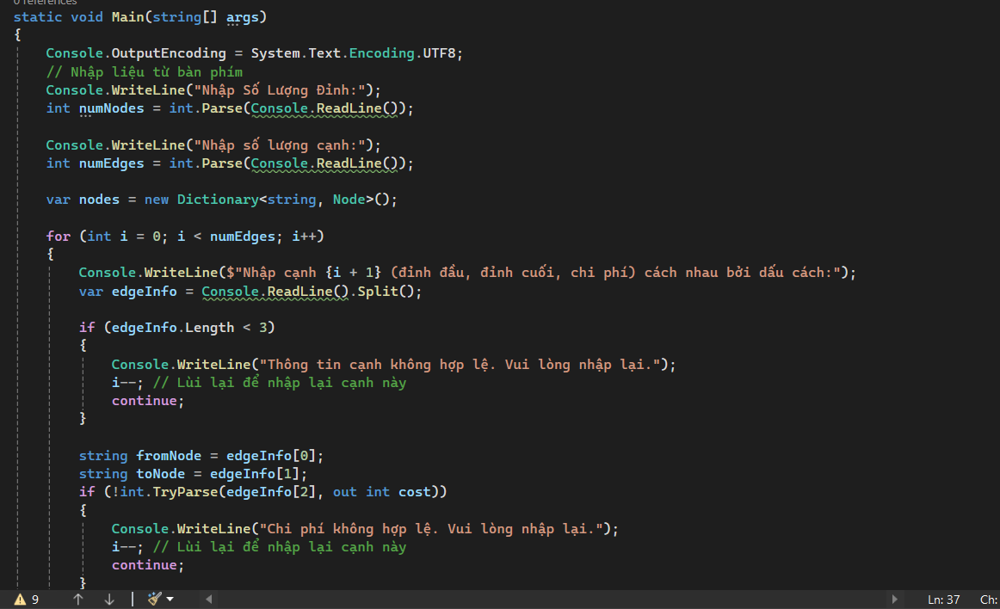 0 references
static void Main(string[] args)
{
Console.OutputEncoding = System.Text.Encoding.UTF8;
// Nhập liệu từ bàn phím
Console.WriteLine("Nhập Số Lượng Đỉnh:");
int numNodes = int.Parse(Console.ReadLine());
Console.WriteLine("Nhập số lượng cạnh:");
int numEdges = int.Parse(Console.ReadLine());
var nodes = new Dictionary<string, Node>();
for (int i = 0; i < numEdges; i++)
{
Console.WriteLine($"Nhập cạnh {i + 1} (đỉnh đầu, đỉnh cuối, chi phí) cách nhau bởi dấu cách:");
var edgeInfo = Console.ReadLine().Split();
if (edgeInfo.Length < 3)
{
Console.WriteLine("Thông tin cạnh không hợp lệ. Vui lòng nhập lại.");
i--; // Lùi lại để nhập lại cạnh này
continue;
}
string fromNode = edgeInfo[0];
string toNode = edgeInfo[1];
if (!int.TryParse(edgeInfo[2], out int cost))
{
Console.WriteLine("Chi phí không hợp lệ. Vui lòng nhập lại.");
i--; // Lùi lại để nhập lại cạnh này
continue;
}
9 Ln: 37 Ch: